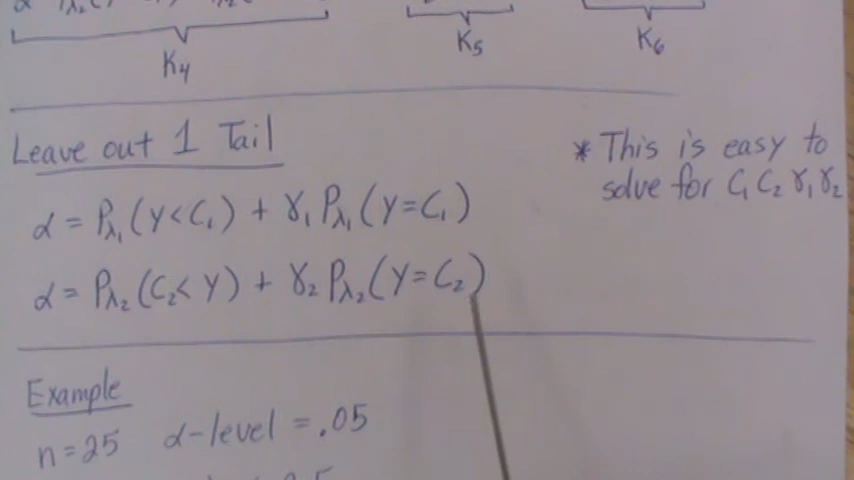 K4
K5
K6
Leave out 1 Tail
* This is easy to
solve for C₁ C₂ γ₁ γ₂
α = Pλ₁(Y<C₁) + γ₁ Pλ₁(Y=C₁)
α = Pλ₂(C₂<Y) + γ₂ Pλ₂(Y=C₂)
Example
n=25 α-level = .05